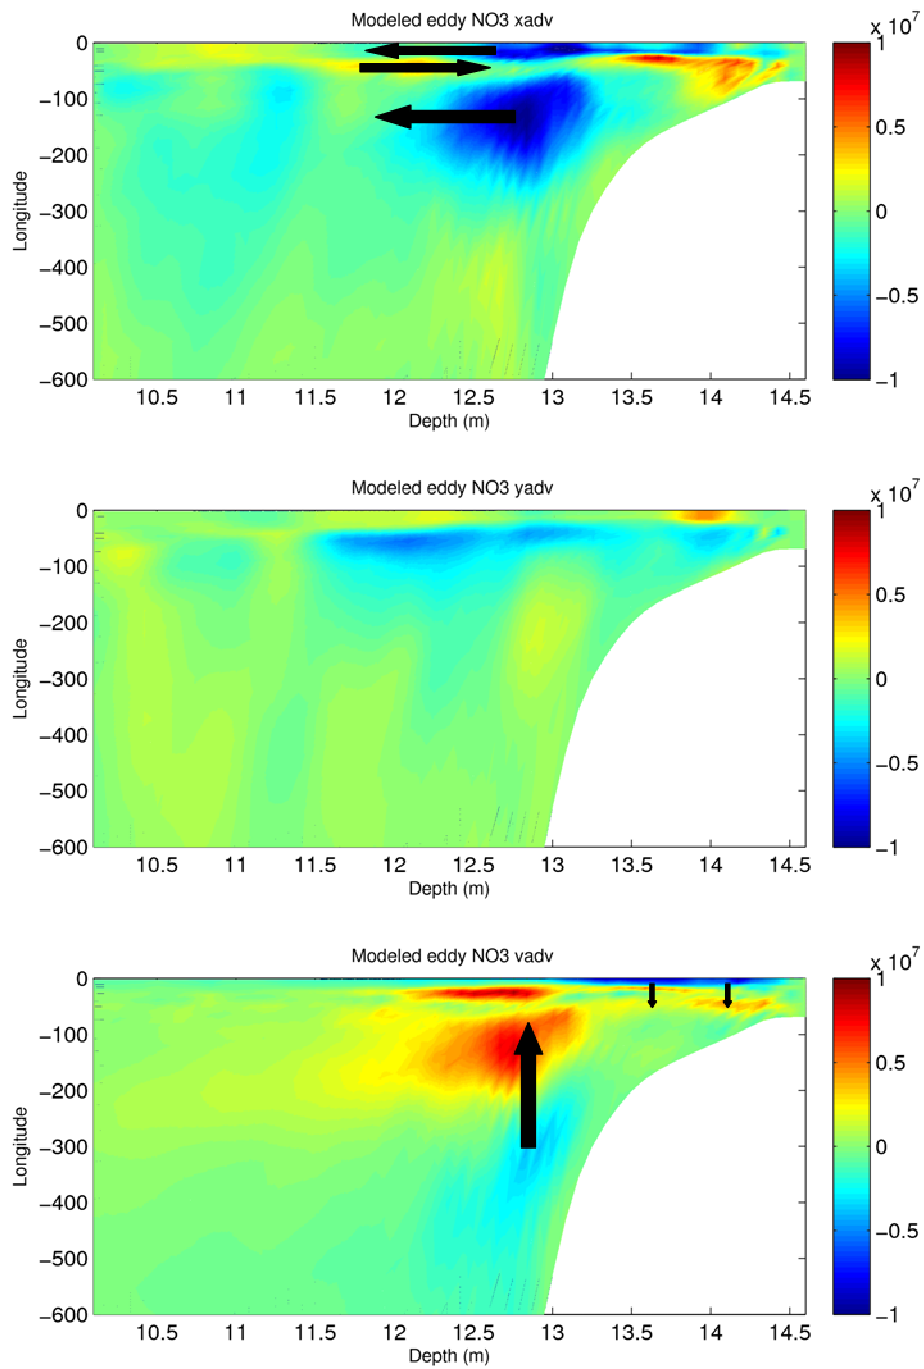 Modeled eddy NO3 xadv
x 10^7
0
−100
−200
−300
−400
−500
−600
Longitude
10.5 11 11.5 12 12.5 13 13.5 14 14.5
Depth (m)
1
0.5
0
−0.5
−1
Modeled eddy NO3 yadv
x 10^7
0
−100
−200
−300
−400
−500
−600
Longitude
10.5 11 11.5 12 12.5 13 13.5 14 14.5
Depth (m)
1
0.5
0
−0.5
−1
Modeled eddy NO3 vadv
x 10^7
0
−100
−200
−300
−400
−500
−600
Longitude
10.5 11 11.5 12 12.5 13 13.5 14 14.5
Depth (m)
1
0.5
0
−0.5
−1